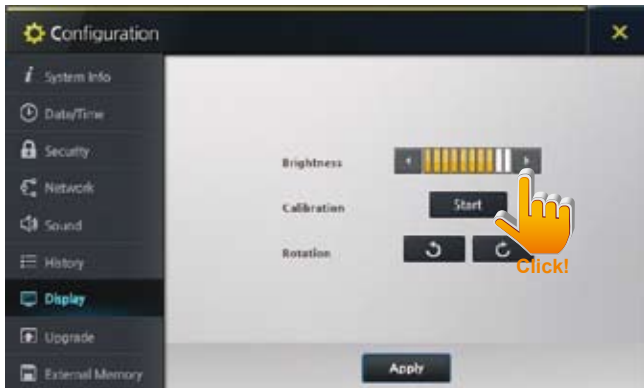 Configuration
i System Info
Date/Time
Security
Network
Sound
History
Display
Upgrade
External Memory
Brightness
Calibration
Start
Rotation
Click!
Apply